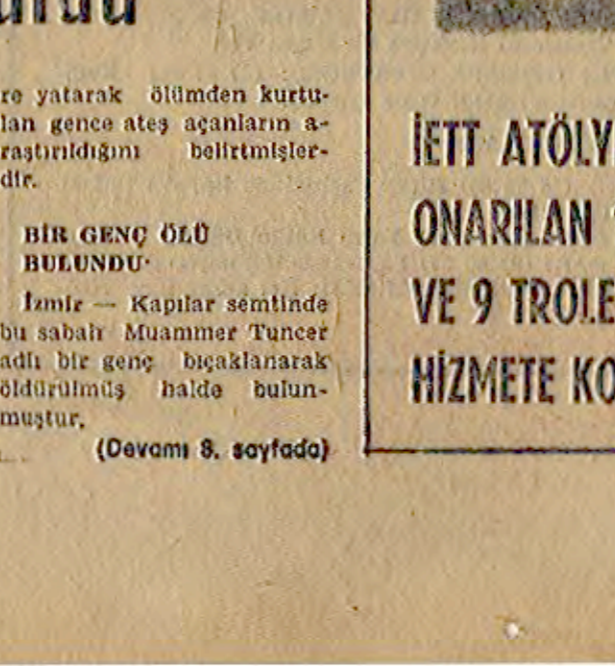 re yatarak ölümden kurtu-
lan gence ateş açanların a-
raştırıldığını belirtmişler-
dir.
BİR GENÇ ÖLÜ
BULUNDU
İzmir — Kapılar semtinde
bu sabah Muammer Tuncer
adlı bir genç bıçaklanarak
öldürülmüş halde bulun-
muştur.
(Devamı 8. sayfada)
İETT ATÖLY
ONARILAN
VE 9 TROLE
HİZMETE KO